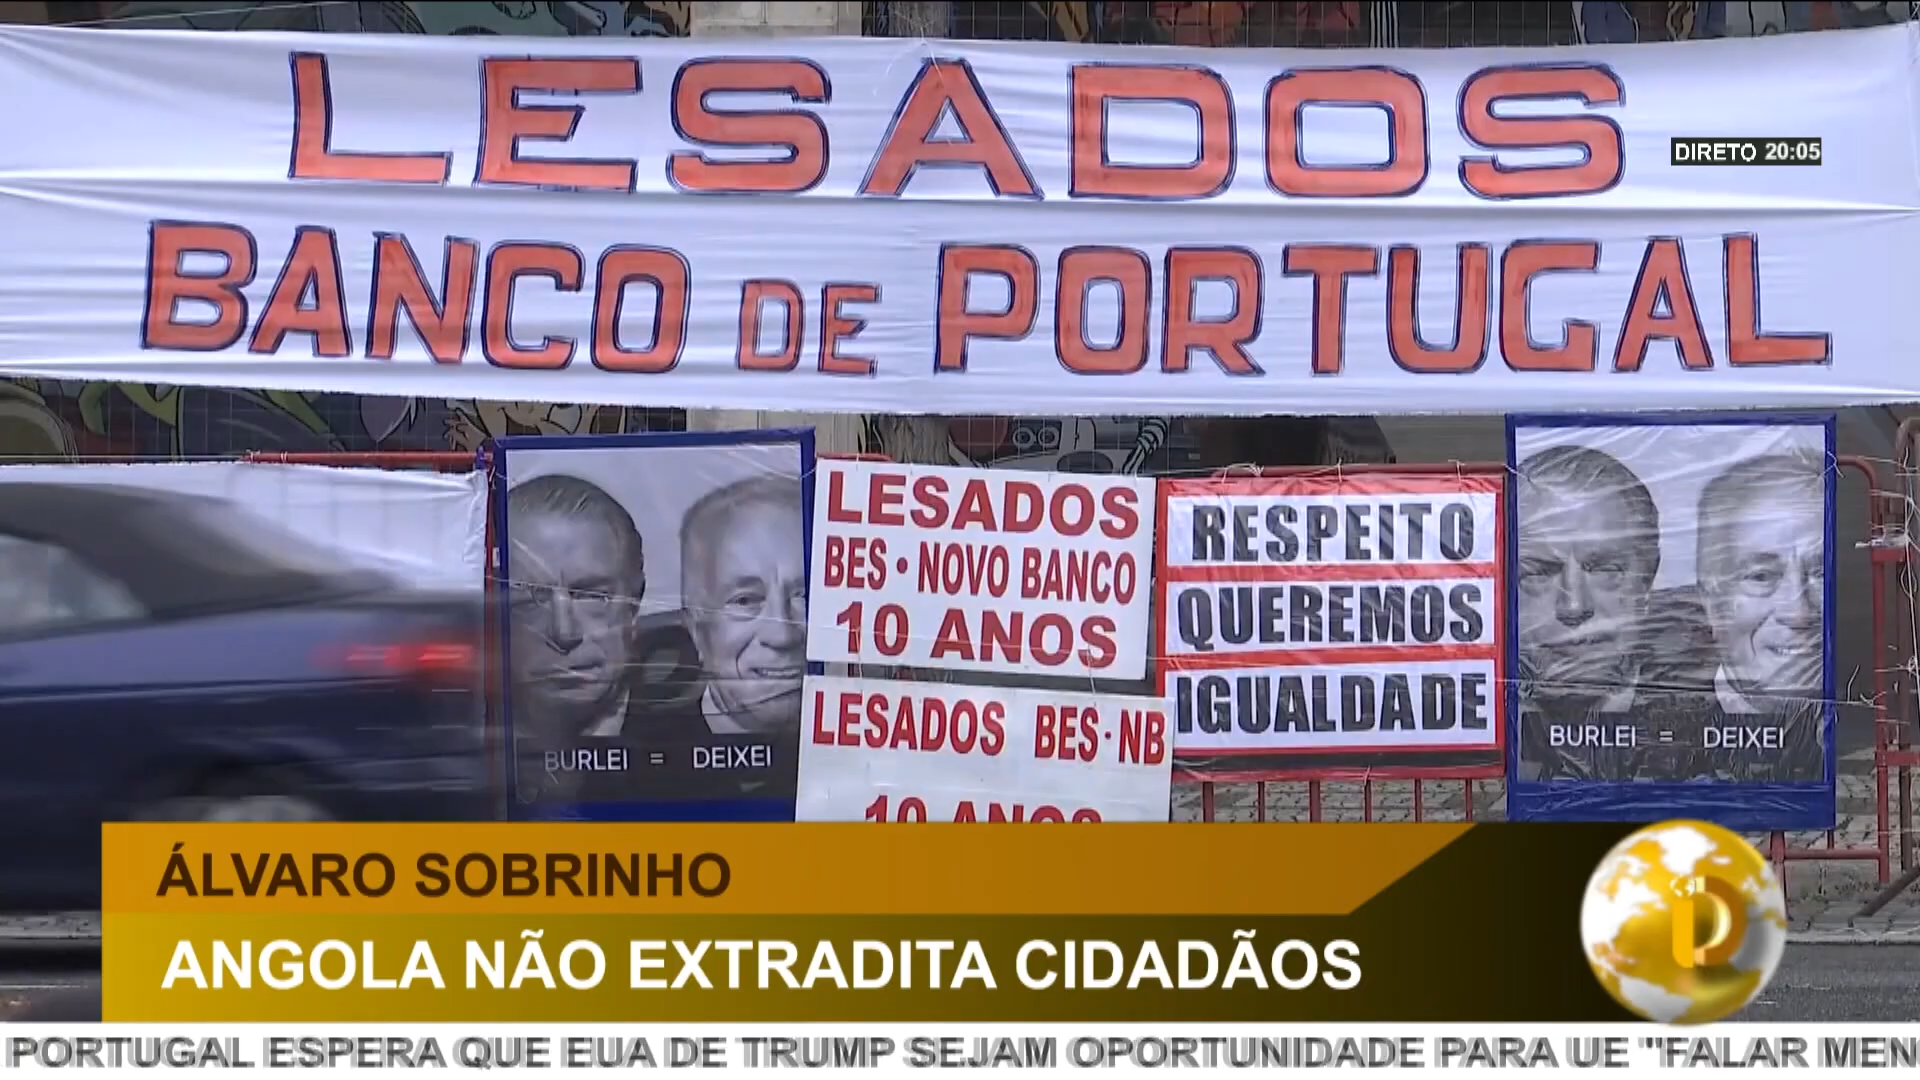 LESADOS
DIRETO 20:05
BANCO DE PORTUGAL
LESADOS
BES • NOVO BANCO
10 ANOS
RESPEITO
QUEREMOS
IGUALDADE
LESADOS BES · NB
10 ANOS
BURLEI = DEIXEI
BURLEI = DEIXEI
ÁLVARO SOBRINHO
ANGOLA NÃO EXTRADITA CIDADÃOS
PORTUGAL ESPERA QUE EUA DE TRUMP SEJAM OPORTUNIDADE PARA UE "FALAR MEN